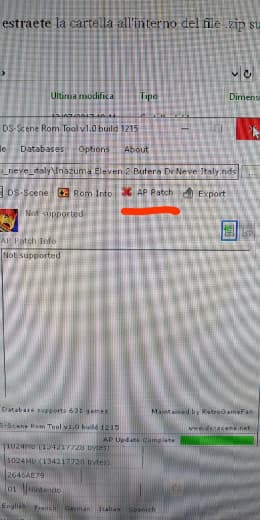 estraete la cartella all'interno del file .zip su
Ultima modifica Tipo Dimens
DS-Scene Rom Tool v1.0 build 1215
le Databases Options About
i_neve_italy\Inazuma Eleven 2 Bufera Di Neve Italy.nds
DS-Scene Rom Info AP Patch Export
Not supported
AP Patch Info
Not supported
Database supports 631 games Maintained by RetroGameFan
S-Scene Rom Tool v1.0 build 1215 www.ds-scene.net
AP Update Complete
1024MB (134217728 bytes)
1024MB (134217728 bytes)
2646AE79
01 Nintendo
English French German Italian Spanish